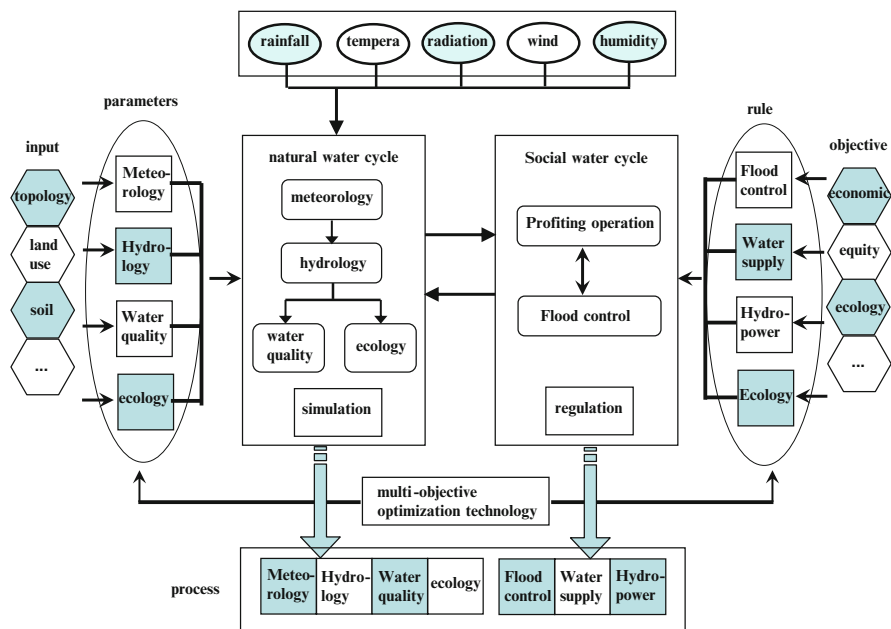 rainfall
tempera
radiation
wind
humidity
parameters
rule
input
objective
natural water cycle
Social water cycle
topology
land
use
soil
...
Meteo-
rology
Hydro-
logy
Water
quality
ecology
meteorology
hydrology
water
quality
ecology
simulation
Profiting operation
Flood control
regulation
Flood
control
Water
supply
Hydro-
power
Ecology
economic
equity
ecology
...
multi-objective
optimization technology
process
Meteo-
rology
Hydro-
logy
Water
quality
ecology
Flood
control
Water
supply
Hydro-
power